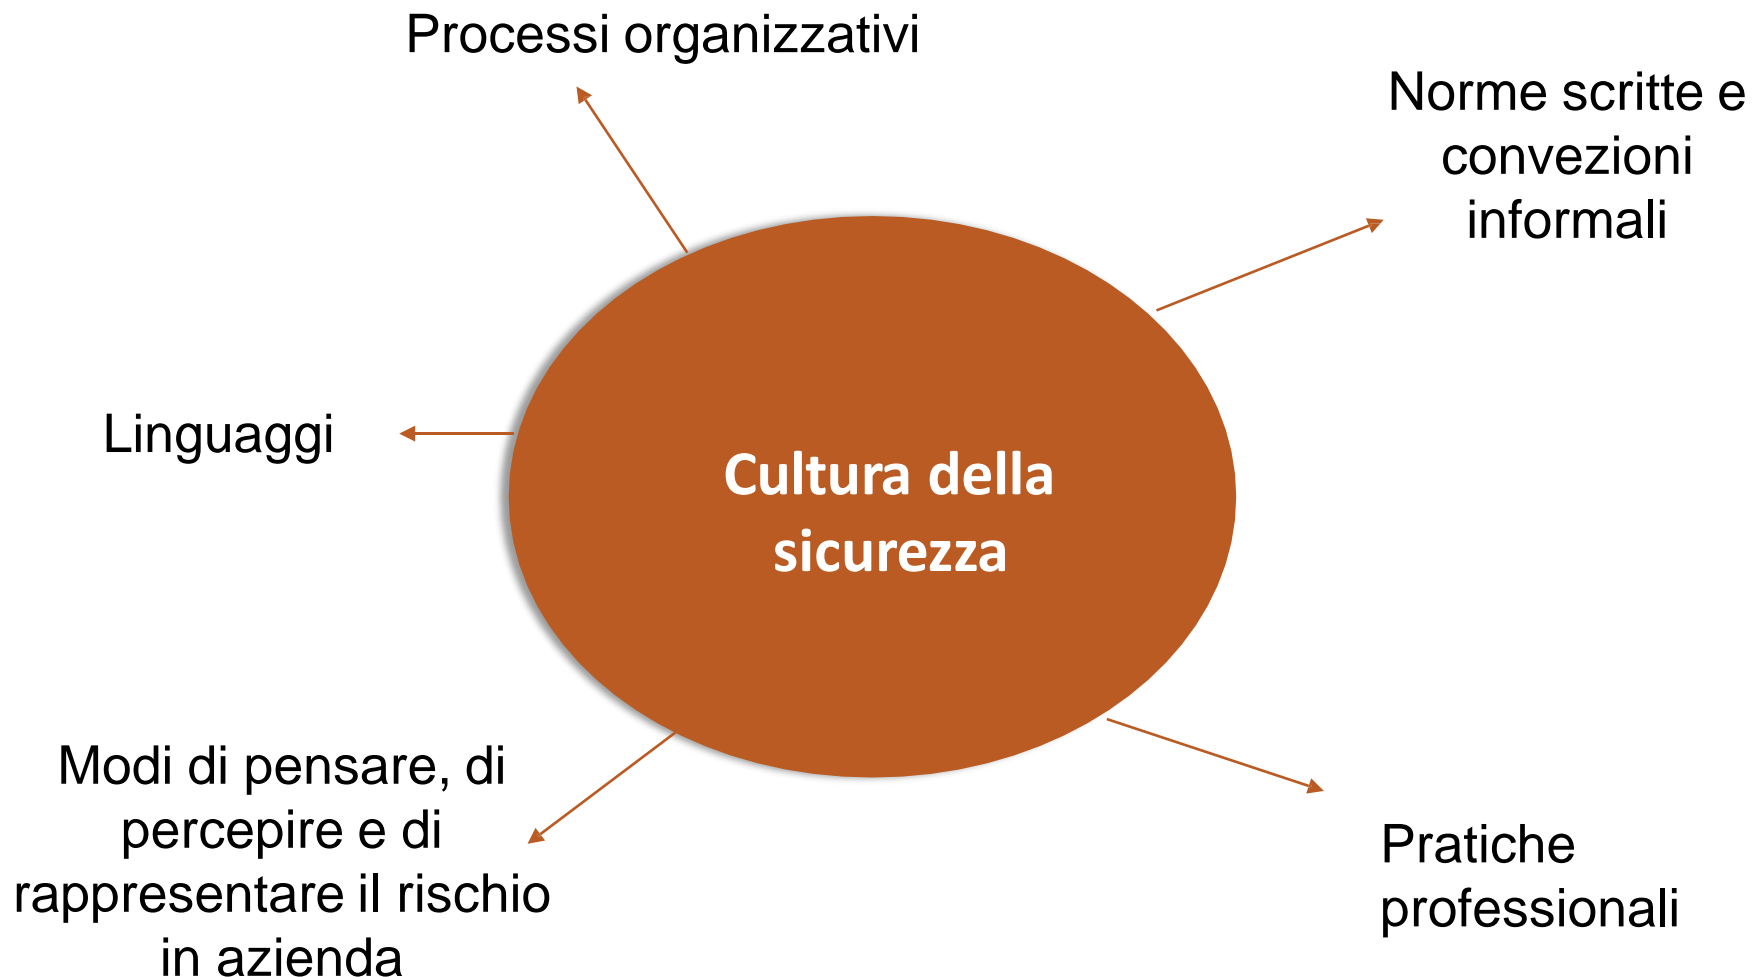 Processi organizzativi
Norme scritte e
convezioni
informali
Linguaggi
Cultura della
sicurezza
Modi di pensare, di
percepire e di
rappresentare il rischio
in azienda
Pratiche
professionali